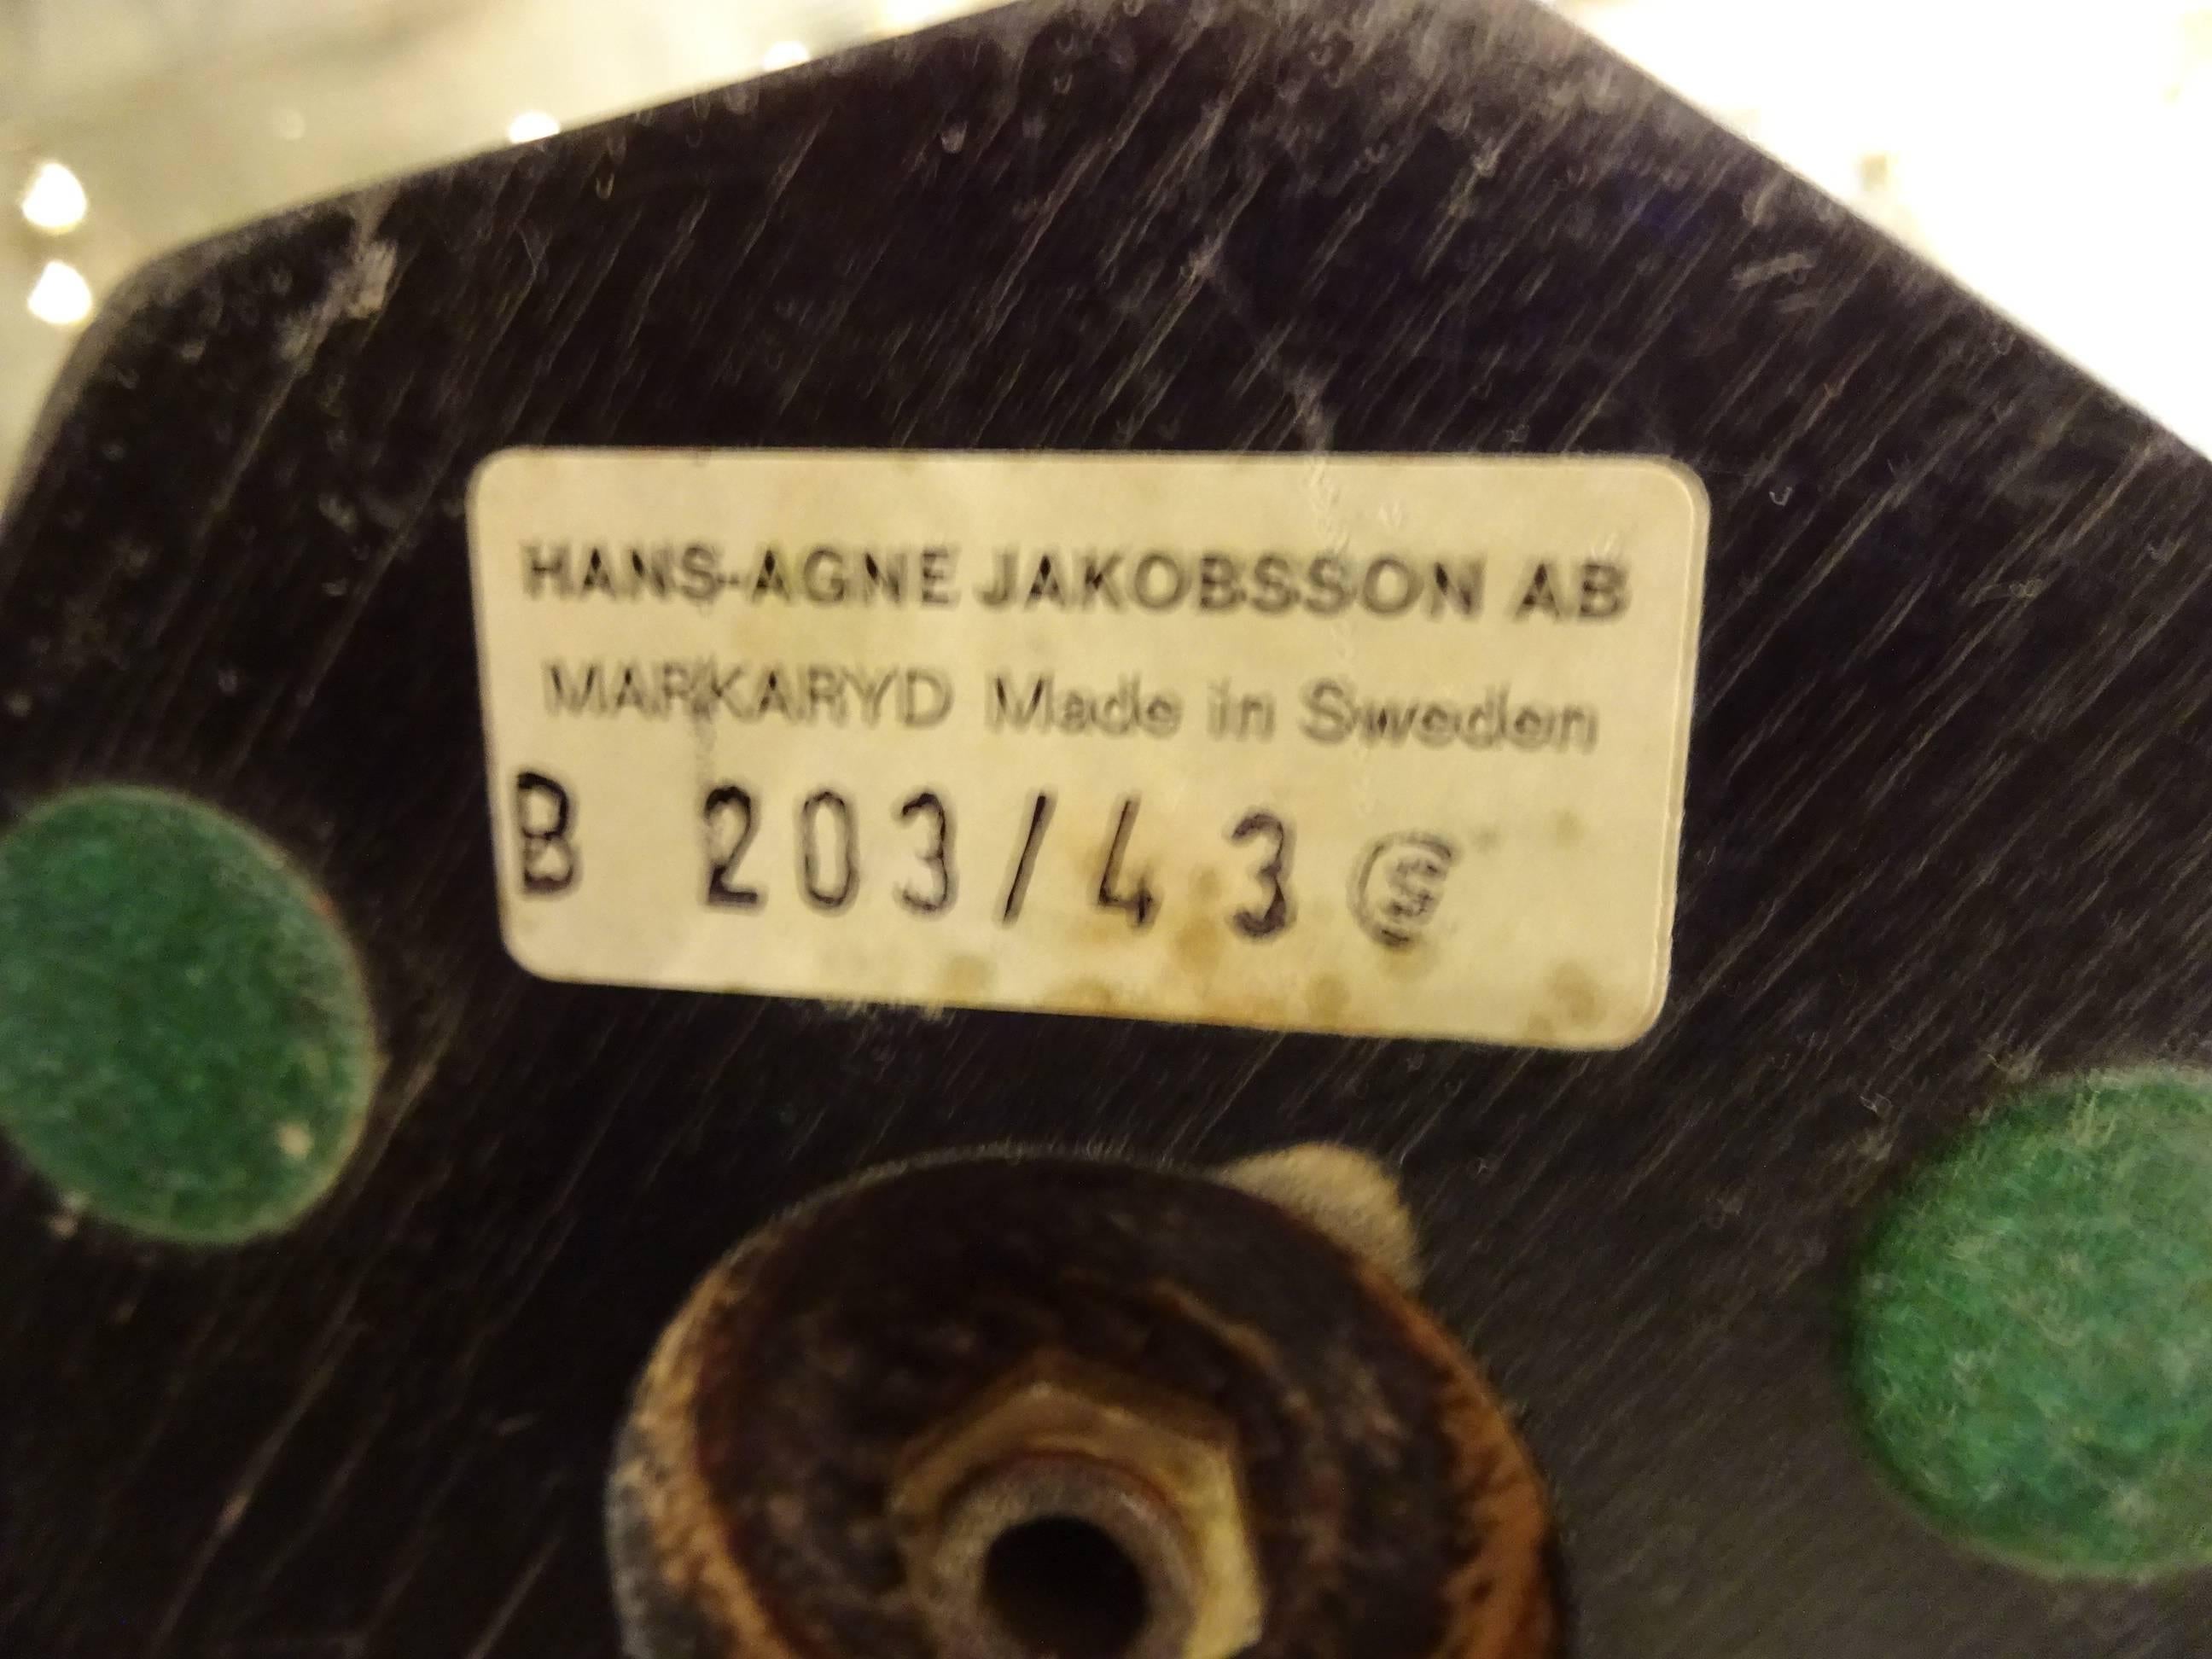 HANS-AGNE JAKOBSSON AB
MARKARYD Made in Sweden
B 203/43